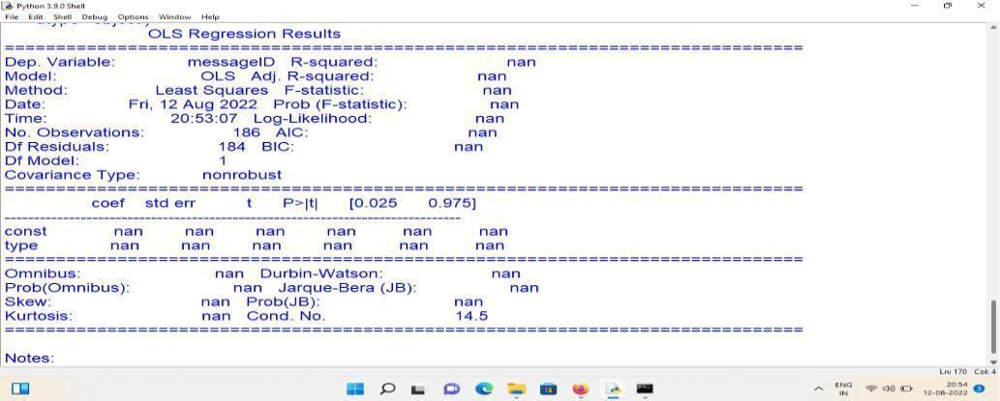 Python 3.9.0 Shell
File Edit Shell Debug Options Window Help
OLS Regression Results
==============================================================================
Dep. Variable: messageID R-squared: nan
Model: OLS Adj. R-squared: nan
Method: Least Squares F-statistic: nan
Date: Fri, 12 Aug 2022 Prob (F-statistic): nan
Time: 20:53:07 Log-Likelihood: nan
No. Observations: 186 AIC: nan
Df Residuals: 184 BIC: nan
Df Model: 1
Covariance Type: nonrobust
==============================================================================
coef std err t P>|t| [0.025 0.975]
------------------------------------------------------------------------------
const nan nan nan nan nan nan
type nan nan nan nan nan nan
==============================================================================
Omnibus: nan Durbin-Watson: nan
Prob(Omnibus): nan Jarque-Bera (JB): nan
Skew: nan Prob(JB): nan
Kurtosis: nan Cond. No. 14.5
==============================================================================
Notes:
Ln: 170 Col: 4
ENG
IN
20:54
12-08-2022
3